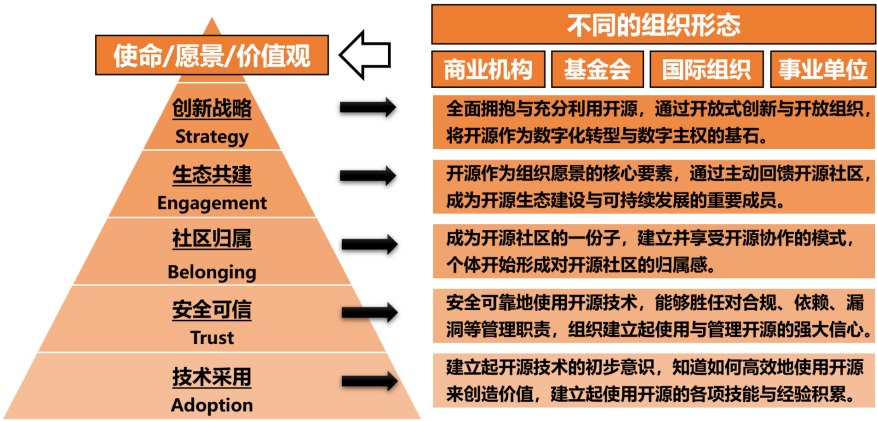 不同的组织形态
使命/愿景/价值观
商业机构
基金会
国际组织
事业单位
创新战略
Strategy
全面拥抱与充分利用开源，通过开放式创新与开放组织，
将开源作为数字化转型与数字主权的基石。
生态共建
Engagement
开源作为组织愿景的核心要素，通过主动回馈开源社区，
成为开源生态建设与可持续发展的重要成员。
社区归属
Belonging
成为开源社区的一份子，建立并享受开源协作的模式，
个体开始形成对开源社区的归属感。
安全可信
Trust
安全可靠地使用开源技术，能够胜任对合规、依赖、漏
洞等管理职责，组织建立起使用与管理开源的强大信心。
技术采用
Adoption
建立起开源技术的初步意识，知道如何高效地使用开源
来创造价值，建立起使用开源的各项技能与经验积累。